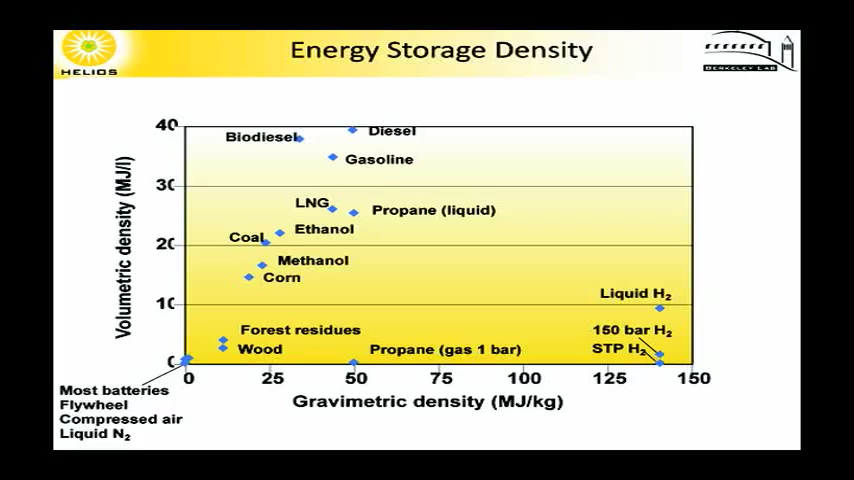 Energy Storage Density
HELIOS
BERKELEY LAB
40
Biodiesel
Diesel
Gasoline
30
LNG
Propane (liquid)
Ethanol
Coal
20
Methanol
Corn
Volumetric density (MJ/l)
Liquid H₂
10
Forest residues
150 bar H₂
Wood
Propane (gas 1 bar)
STP H₂
0
0 25 50 75 100 125 150
Most batteries
Flywheel
Compressed air
Liquid N₂
Gravimetric density (MJ/kg)